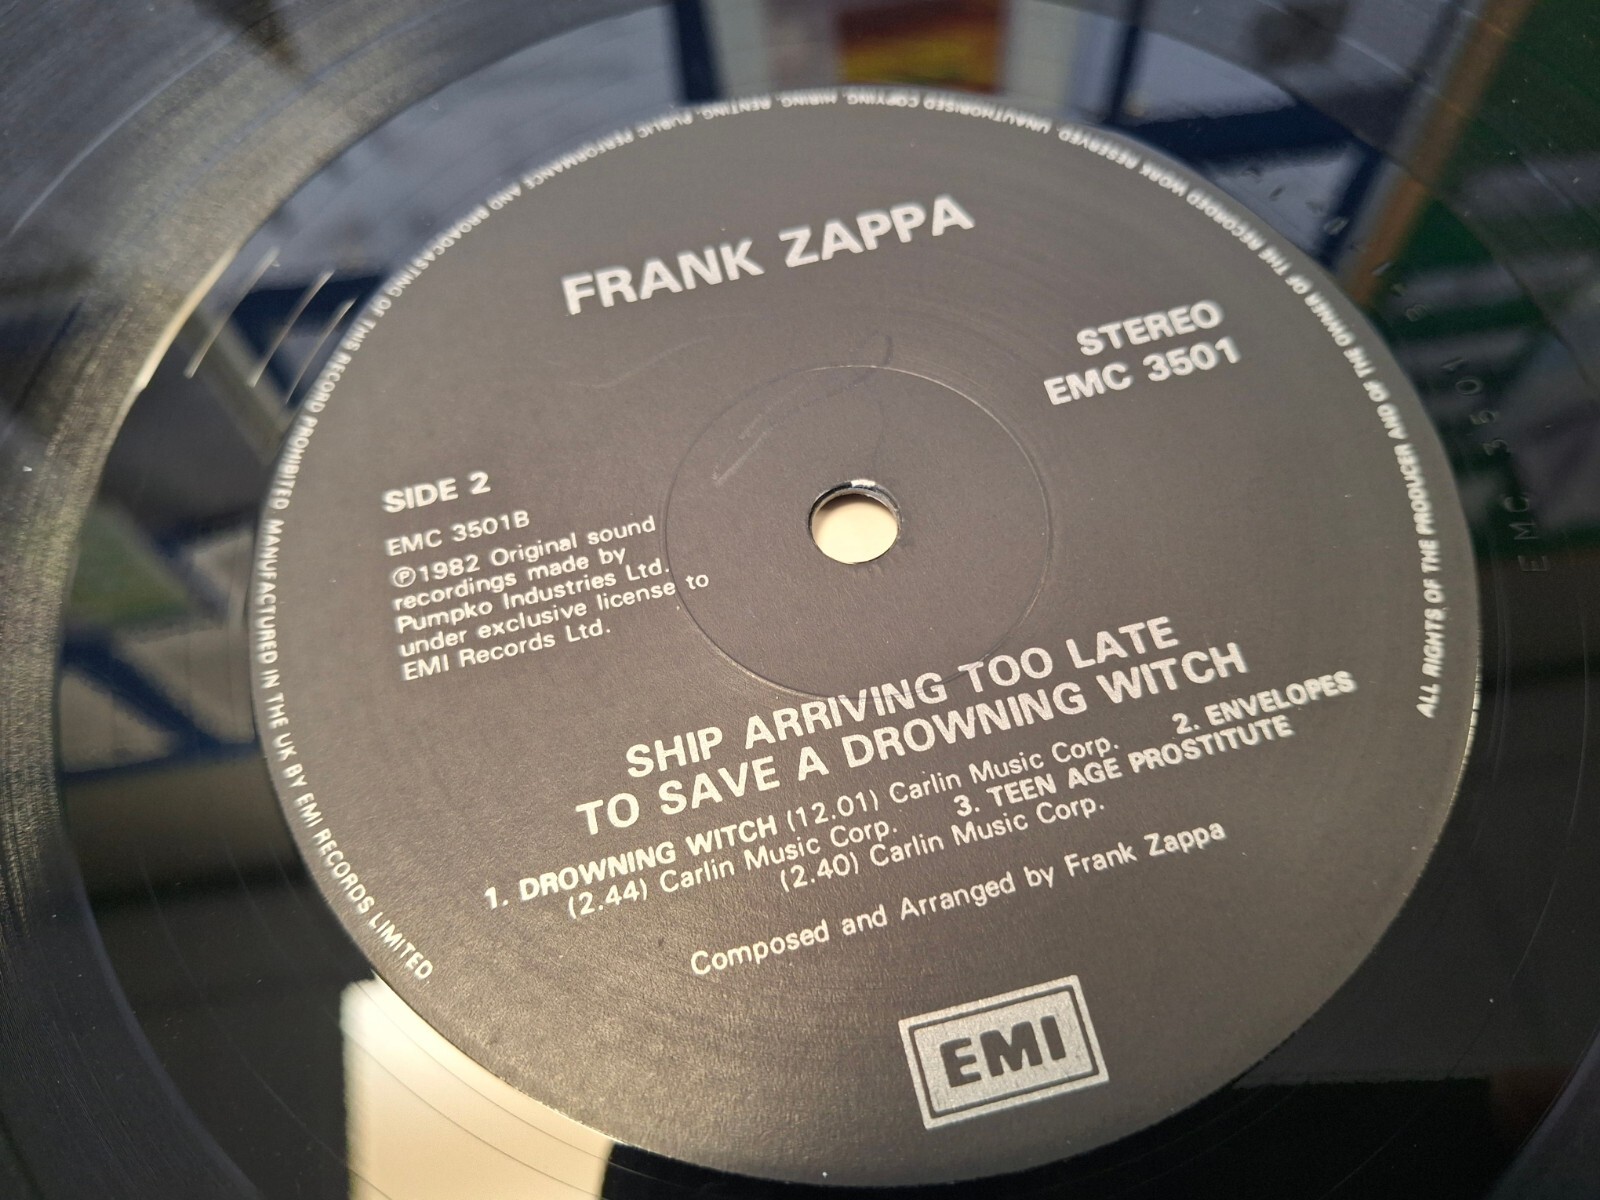 FRANK ZAPPA
STEREO
EMC 3501
SIDE 2
EMC 3501B
Ⓟ1982 Original sound
recordings made by
Pumpko Industries Ltd.
under exclusive license to
EMI Records Ltd.
SHIP ARRIVING TOO LATE
TO SAVE A DROWNING WITCH
1. DROWNING WITCH (12.01) Carlin Music Corp. 2. ENVELOPES
(2.44) Carlin Music Corp. 3. TEEN AGE PROSTITUTE
(2.40) Carlin Music Corp.
Composed and Arranged by Frank Zappa
EMI
ALL RIGHTS OF THE PRODUCER AND OF THE OWNER OF THE RECORDED WORK RESERVED. UNAUTHORISED COPYING, HIRING, RENTING, PUBLIC PERFORMANCE AND BROADCASTING OF THIS RECORD PROHIBITED MANUFACTURED IN THE UK BY EMI RECORDS LIMITED.
EMC 3501